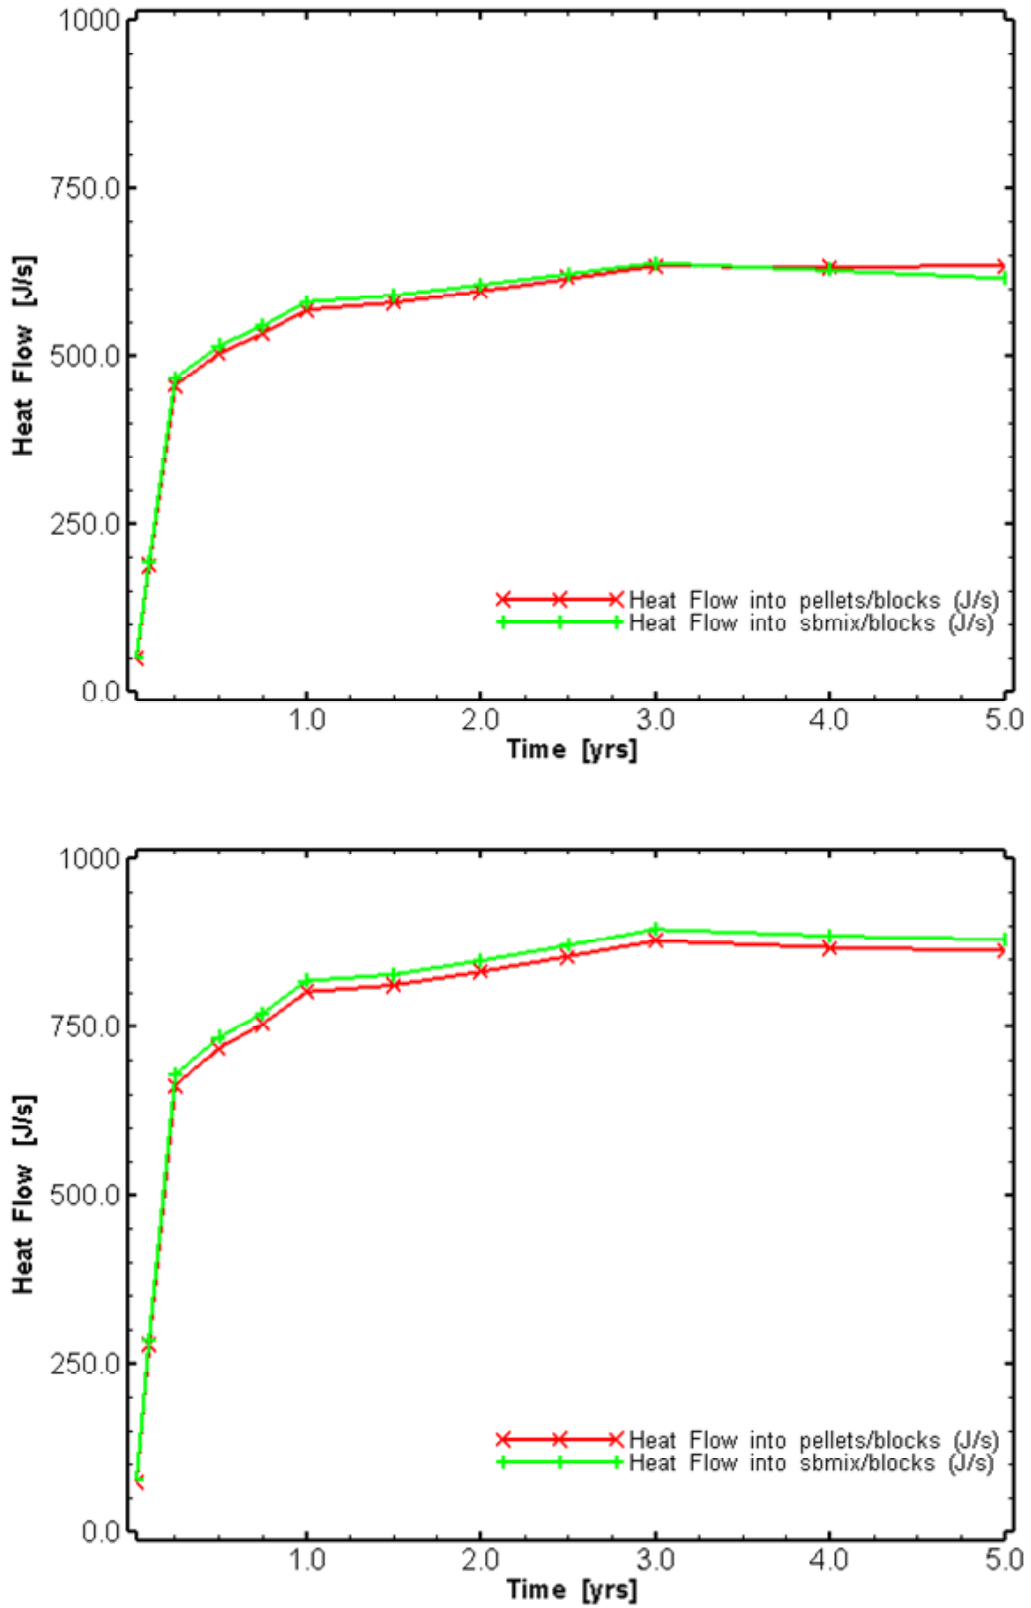 1000
750.0
500.0
250.0
0.0
Heat Flow [J/s]
Heat Flow into pellets/blocks (J/s)
Heat Flow into sbmix/blocks (J/s)
1.0 2.0 3.0 4.0 5.0
Time [yrs]
1000
750.0
500.0
250.0
0.0
Heat Flow [J/s]
Heat Flow into pellets/blocks (J/s)
Heat Flow into sbmix/blocks (J/s)
1.0 2.0 3.0 4.0 5.0
Time [yrs]